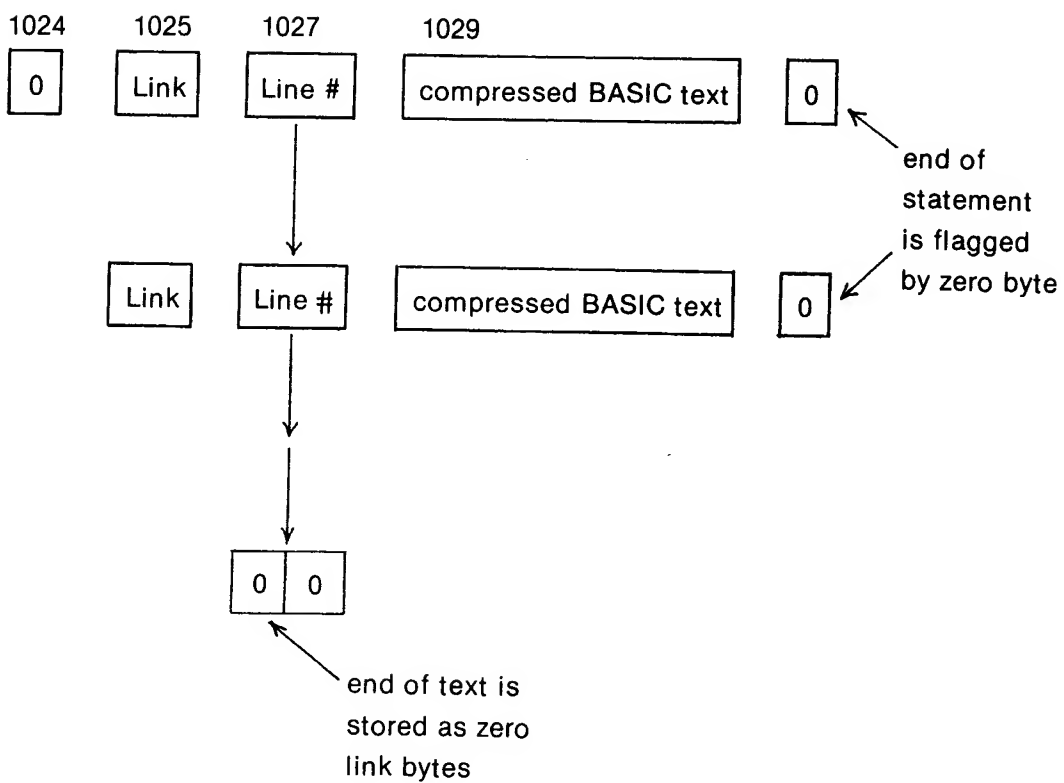 1024 1025 1027 1029
0 Link Line # compressed BASIC text 0
end of
statement
is flagged
by zero byte
Link Line # compressed BASIC text 0
0 0
end of text is
stored as zero
link bytes